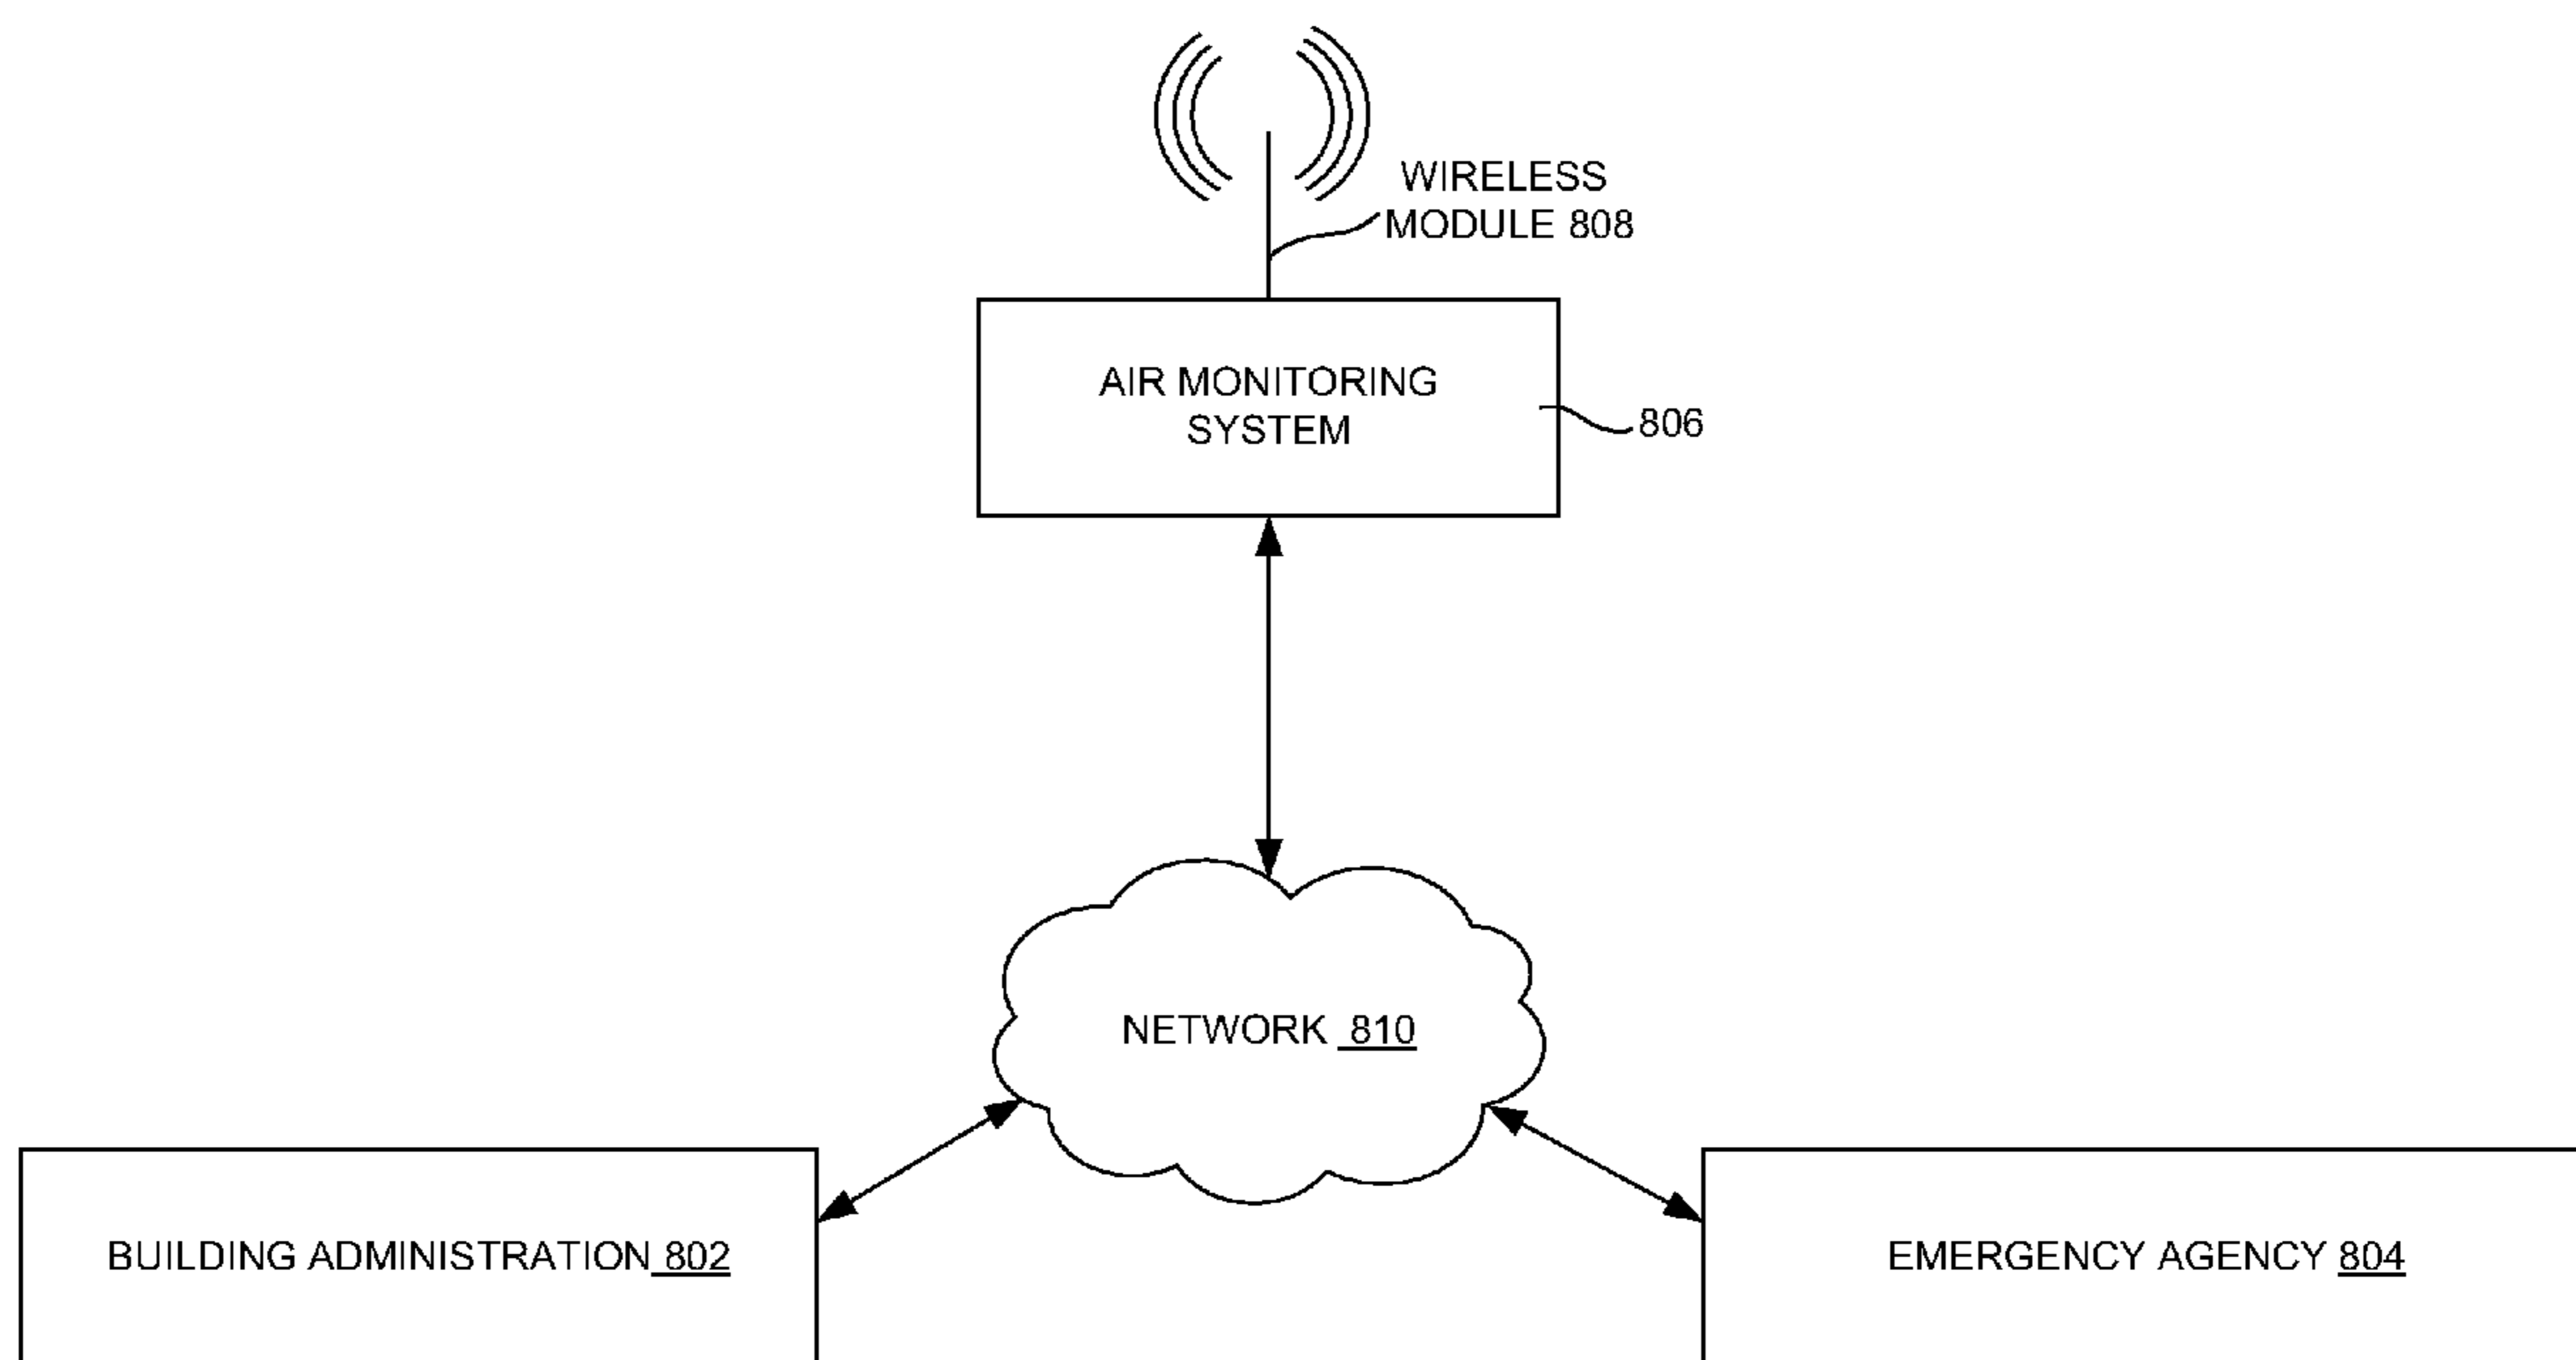 WIRELESS
MODULE 808
AIR MONITORING
SYSTEM
806
NETWORK 810
BUILDING ADMINISTRATION 802
EMERGENCY AGENCY 804